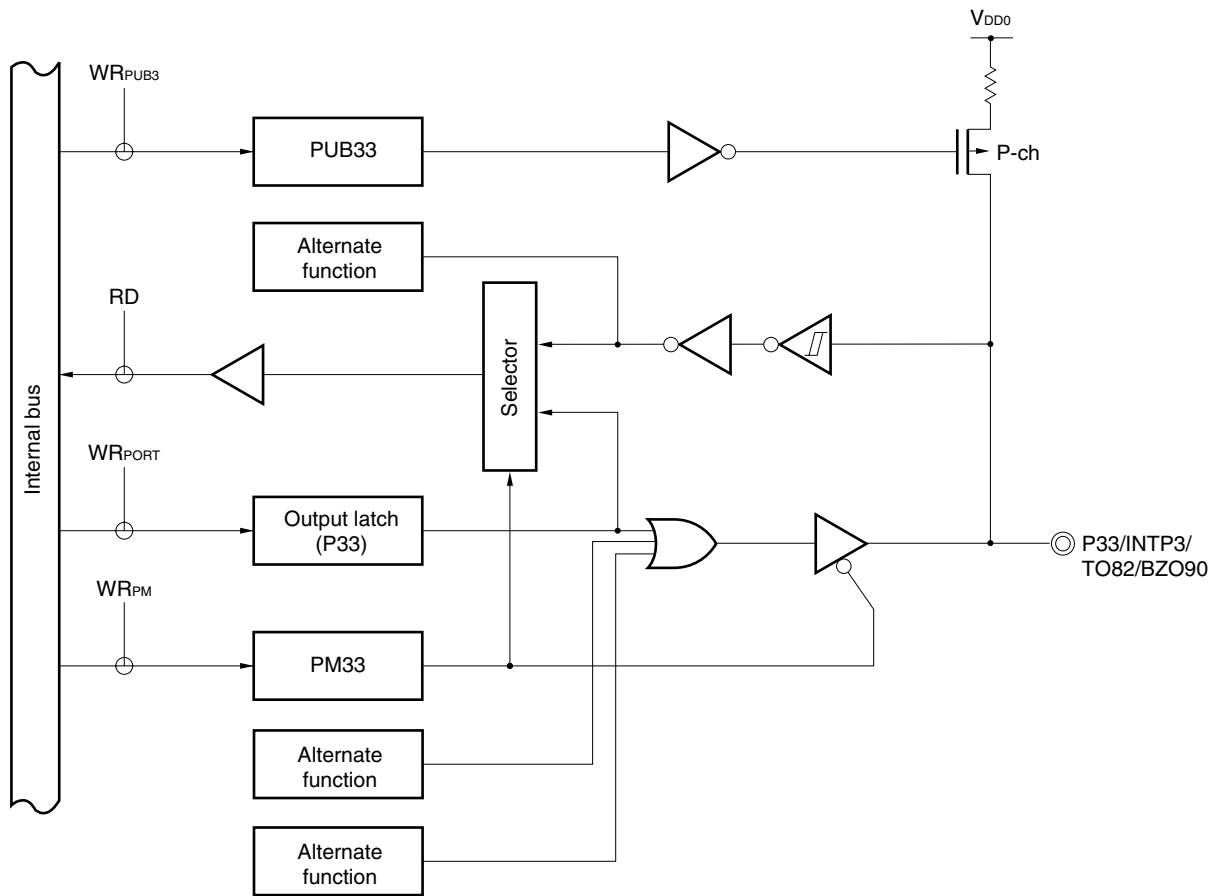 VDD0
WRPUB3
PUB33
P-ch
Alternate
function
RD
Selector
Internal bus
WRPORT
Output latch
(P33)
P33/INTP3/
TO82/BZO90
WRPM
PM33
Alternate
function
Alternate
function